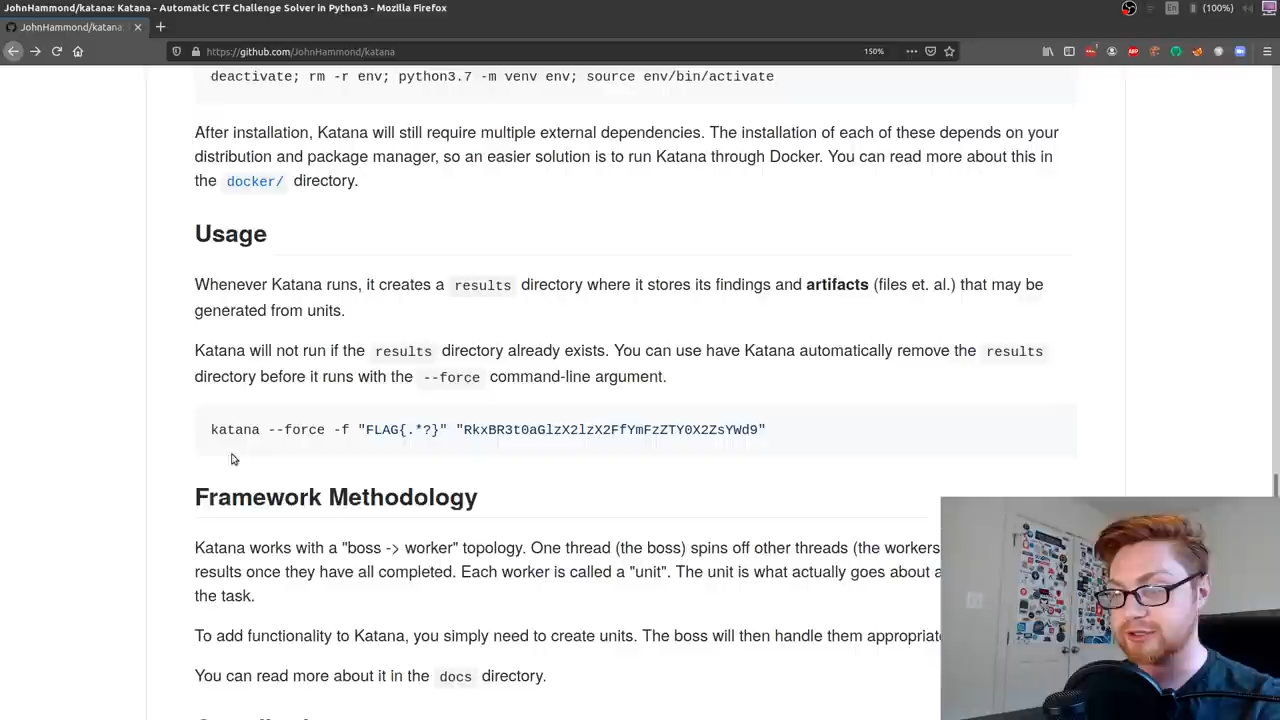 JohnHammond/katana: Katana - Automatic CTF Challenge Solver in Python3 - Mozilla Firefox
En
(100%)
JohnHammond/katana:
https://github.com/JohnHammond/katana
150%
deactivate; rm -r env; python3.7 -m venv env; source env/bin/activate
After installation, Katana will still require multiple external dependencies. The installation of each of these depends on your
distribution and package manager, so an easier solution is to run Katana through Docker. You can read more about this in
the docker/ directory.
Usage
Whenever Katana runs, it creates a results directory where it stores its findings and artifacts (files et. al.) that may be
generated from units.
Katana will not run if the results directory already exists. You can use have Katana automatically remove the results
directory before it runs with the --force command-line argument.
katana --force -f "FLAG{.*?}" "RkxBR3t0aGlzX2lzX2FfYmFzZTY0X2ZsYWd9"
Framework Methodology
Katana works with a "boss -> worker" topology. One thread (the boss) spins off other threads (the workers
results once they have all completed. Each worker is called a "unit". The unit is what actually goes about a
the task.
To add functionality to Katana, you simply need to create units. The boss will then handle them appropriate
You can read more about it in the docs directory.